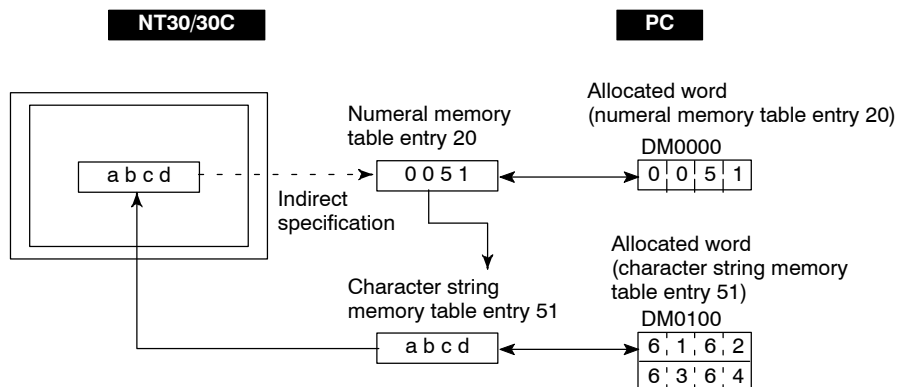 NT30/30C
PC
Allocated word
(numeral memory table entry 20)
Numeral memory
table entry 20
DM0000
a b c d
0 0 5 1
0 0 5 1
Indirect
specification
Allocated word
(character string memory
table entry 51)
Character string
memory table entry 51
DM0100
a b c d
6 1 6 2
6 3 6 4